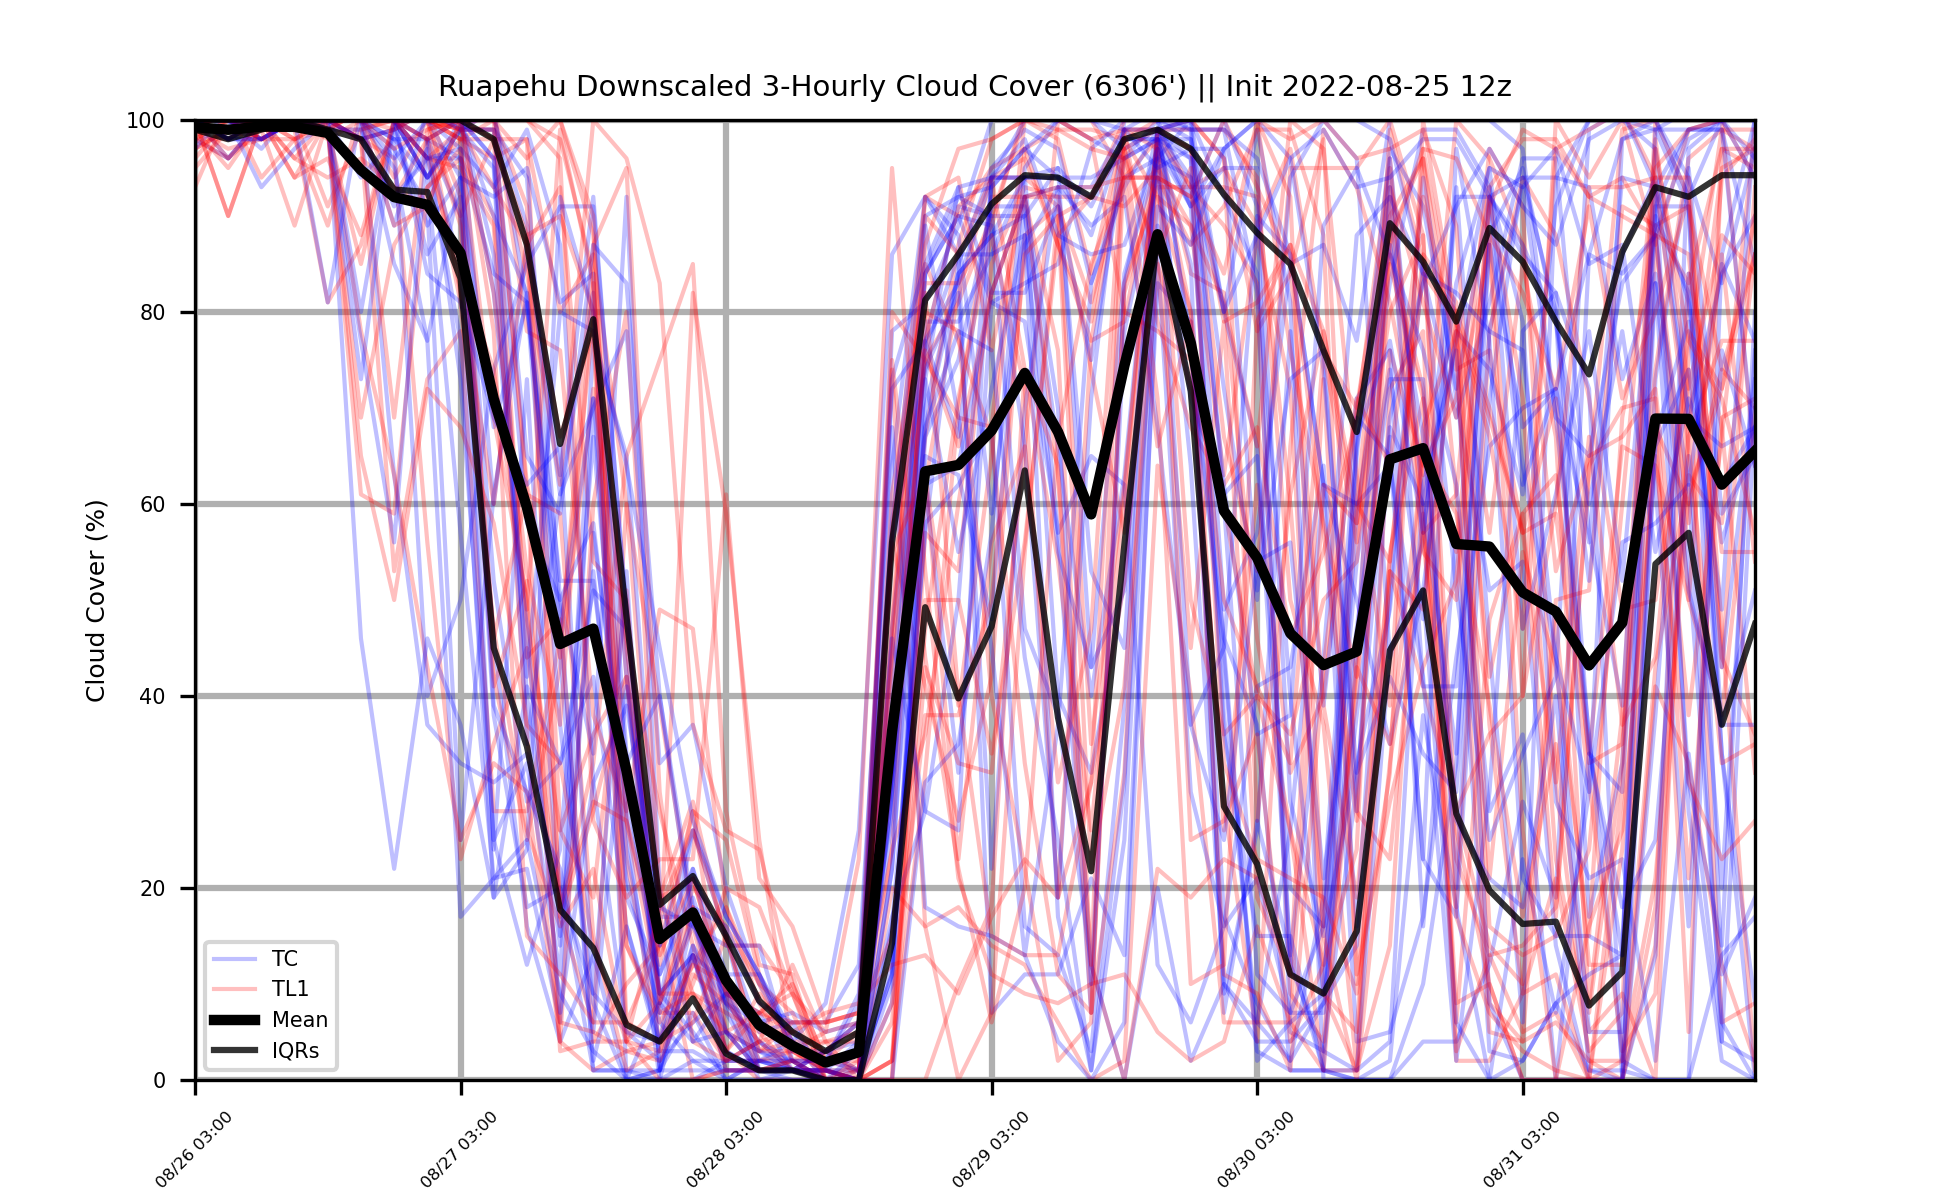 Ruapehu Downscaled 3-Hourly Cloud Cover (6306') || Init 2022-08-25 12z
Cloud Cover (%)
100
80
60
40
20
0
TC
TL1
Mean
IQRs
08/26 03:00
08/27 03:00
08/28 03:00
08/29 03:00
08/30 03:00
08/31 03:00